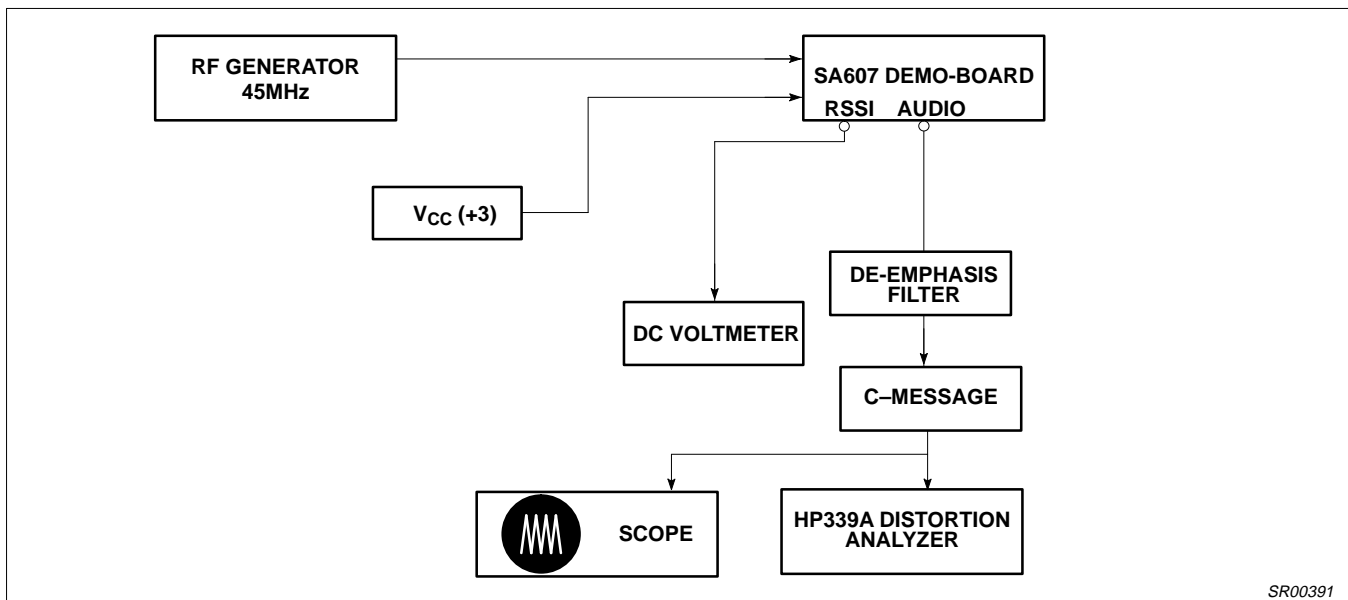 RF GENERATOR
45MHz
SA607 DEMO-BOARD
RSSI AUDIO
VCC (+3)
DE-EMPHASIS
FILTER
DC VOLTMETER
C–MESSAGE
SCOPE
HP339A DISTORTION
ANALYZER
SR00391